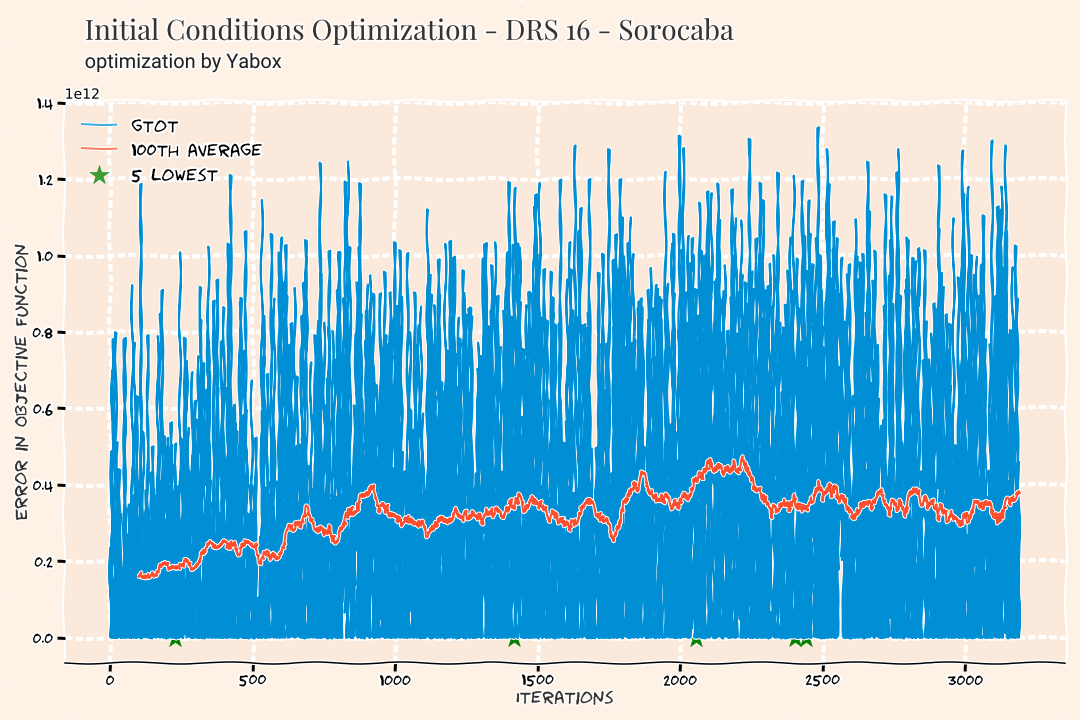 Initial Conditions Optimization - DRS 16 - Sorocaba
optimization by Yabox
1e12
1.4
1.2
1.0
0.8
0.6
0.4
0.2
0.0
GTOT
100TH AVERAGE
5 LOWEST
ERROR IN OBJECTIVE FUNCTION
0 500 1000 1500 2000 2500 3000
ITERATIONS